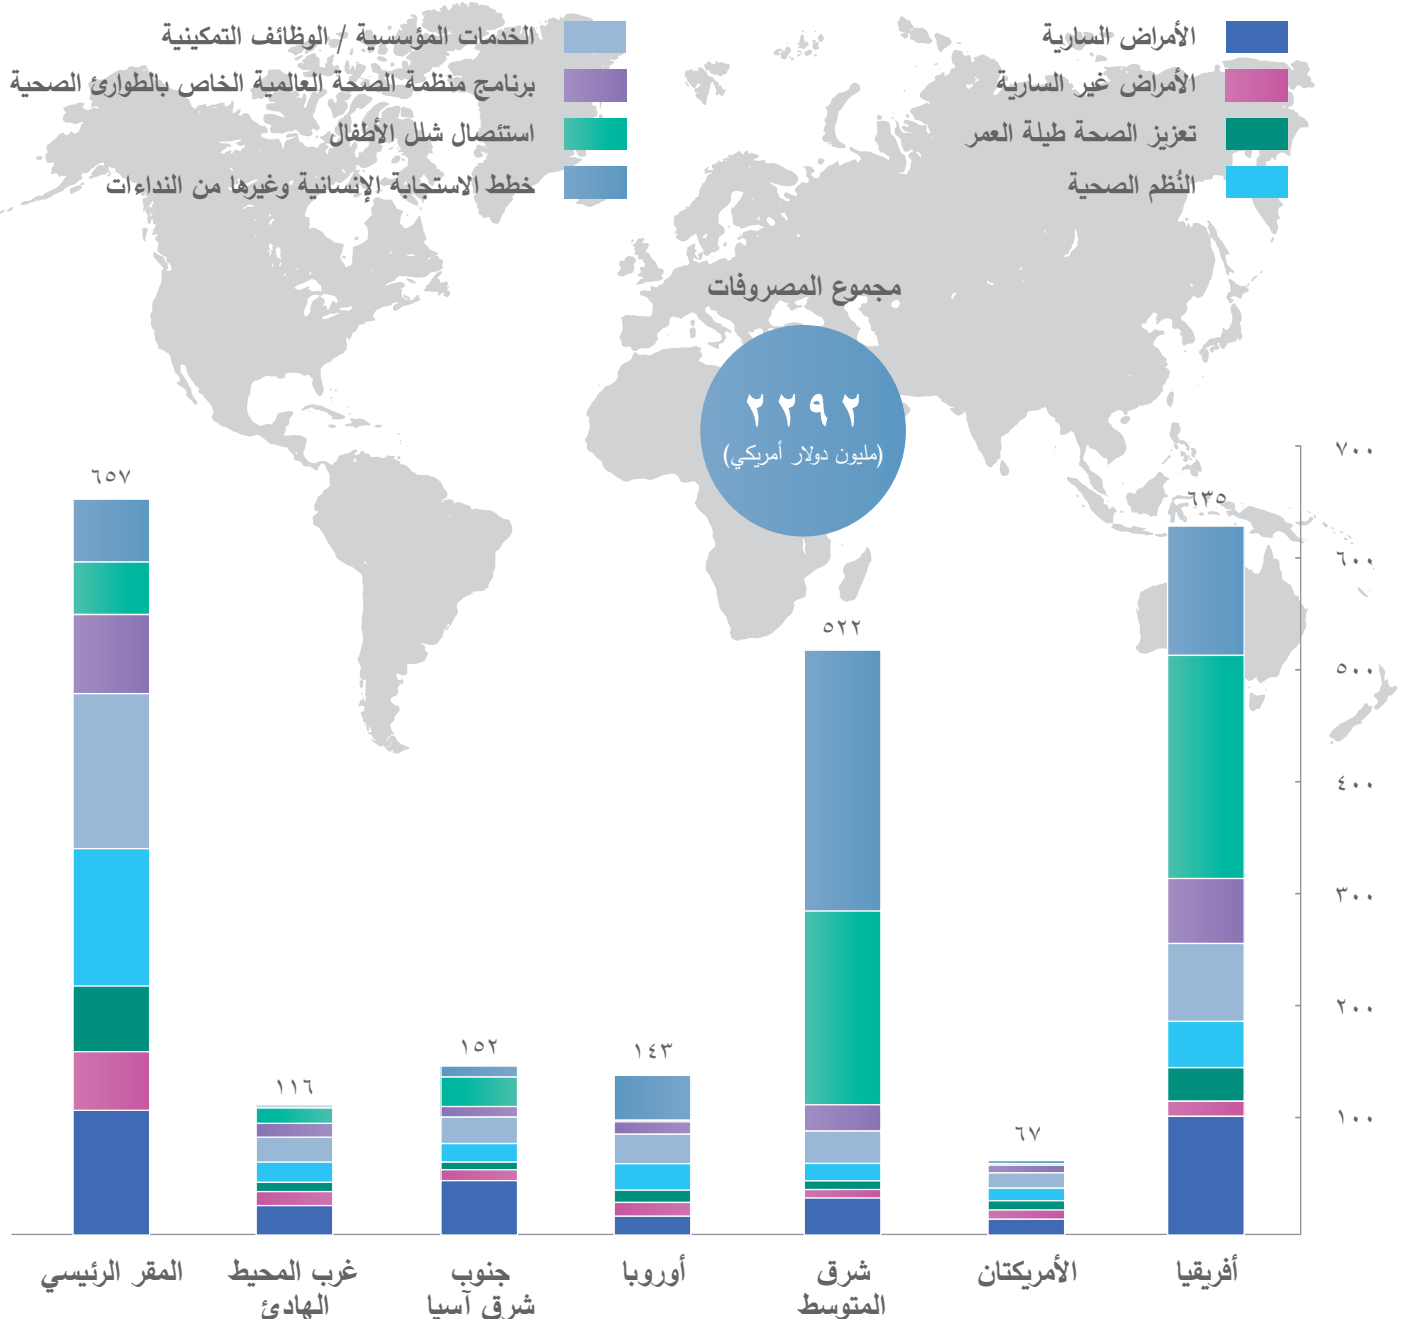 الأمراض السارية
الأمراض غير السارية
تعزيز الصحة طيلة العمر
النُظم الصحية
الخدمات المؤسسية / الوظائف التمكينية
برنامج منظمة الصحة العالمية الخاص بالطوارئ الصحية
استئصال شلل الأطفال
خطط الاستجابة الإنسانية وغيرها من النداءات
مجموع المصروفات
٢٢٩٢
(مليون دولار أمريكي)
٧٠٠
٦٠٠
٥٠٠
٤٠٠
٣٠٠
٢٠٠
١٠٠
٦٣٥
٦٧
٥٢٢
١٤٣
١٥٢
١١٦
٦٥٧
أفريقيا
الأمريكتان
شرق
المتوسط
أوروبا
جنوب
شرق آسيا
غرب المحيط
الهادئ
المقر الرئيسي